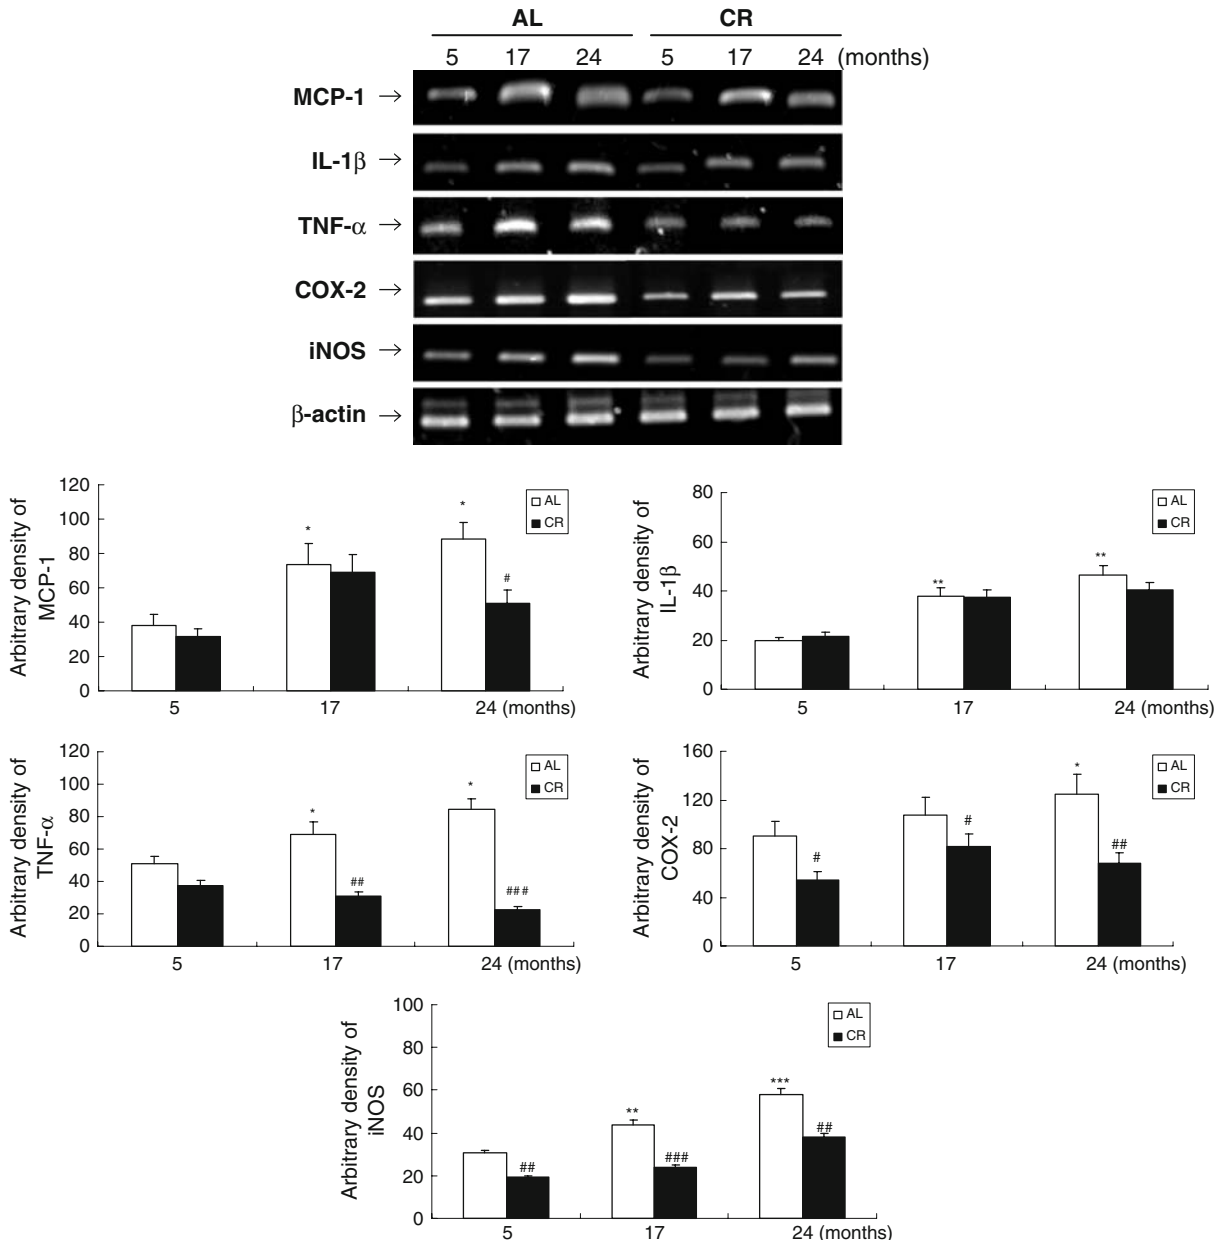 AL CR
5 17 24 5 17 24 (months)
MCP-1 →
IL-1β →
TNF-α →
COX-2 →
iNOS →
β-actin →
Arbitrary density of
MCP-1
120
100
80
60
40
20
0
* * #
AL
CR
5 17 24 (months)
Arbitrary density of
IL-1β
80
60
40
20
0
** **
AL
CR
5 17 24 (months)
Arbitrary density of
TNF-α
120
100
80
60
40
20
0
* ## * ###
AL
CR
5 17 24 (months)
Arbitrary density of
COX-2
160
120
80
40
0
# # * ##
AL
CR
5 17 24 (months)
Arbitrary density of
iNOS
100
80
60
40
20
0
## ** ### *** ##
AL
CR
5 17 24 (months)